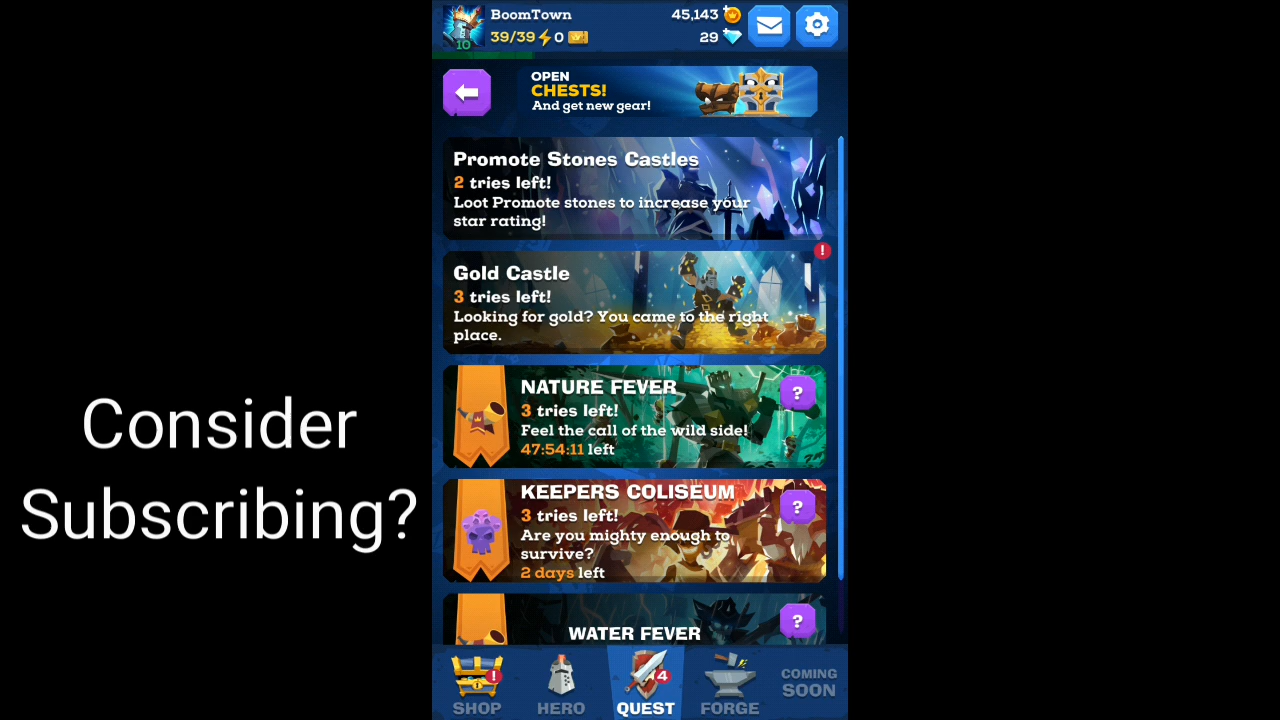 BoomTown
45,143
39/39 0
29
10
OPEN
CHESTS!
And get new gear!
Promote Stones Castles
2 tries left!
Loot Promote stones to increase your
star rating!
!
Gold Castle
3 tries left!
Looking for gold? You came to the right
place.
NATURE FEVER
?
3 tries left!
Feel the call of the wild side!
47:54:11 left
Consider
Subscribing?
KEEPERS COLISEUM
?
3 tries left!
Are you mighty enough to
survive?
2 days left
WATER FEVER
?
!
4
SHOP
HERO
QUEST
FORGE
COMING
SOON